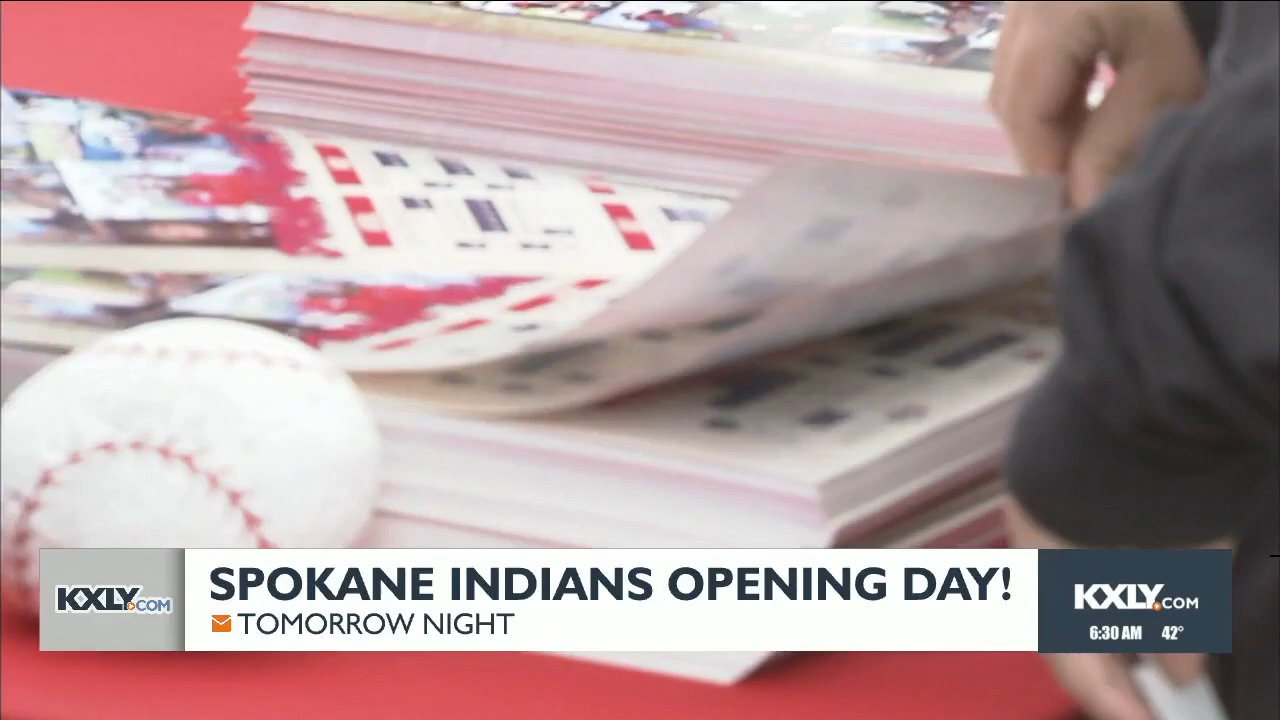 KXLY.COM
SPOKANE INDIANS OPENING DAY!
TOMORROW NIGHT
KXLY.COM
6:30 AM 42°